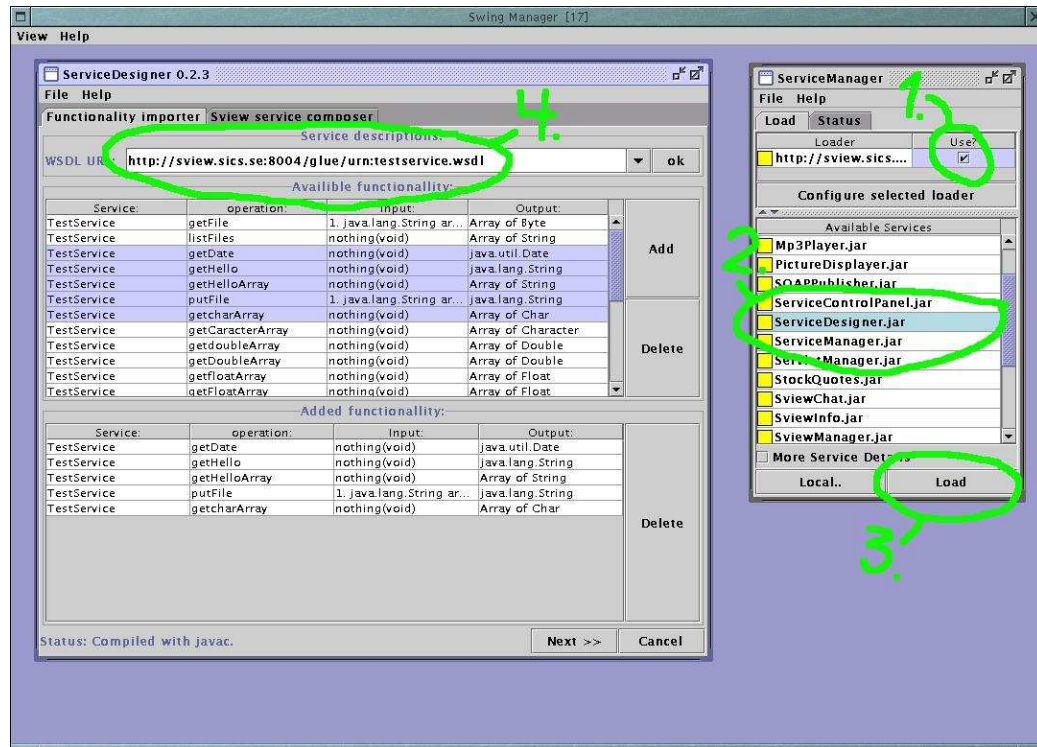 Swing Manager [17]
View Help
ServiceDesigner 0.2.3
File Help
Functionality importer Sview service composer
Service descriptions:
WSDL URL: http://sview.sics.se:8004/glue/urn:testservice.wsdl ok
4.
Availible functionallity:
Service: operation: Input: Output:
TestService getFile 1. java.lang.String ar... Array of Byte
TestService listFiles nothing(void) Array of String
TestService getDate nothing(void) java.util.Date
TestService getHello nothing(void) java.lang.String
TestService getHelloArray nothing(void) Array of String
TestService putFile 1. java.lang.String ar... java.lang.String
TestService getcharArray nothing(void) Array of Char
TestService getCaracterArray nothing(void) Array of Character
TestService getdoubleArray nothing(void) Array of Double
TestService getDoubleArray nothing(void) Array of Double
TestService getfloatArray nothing(void) Array of Float
TestService getFloatArray nothing(void) Array of Float
Add
Delete
Added functionallity:
Service: operation: Input: Output:
TestService getDate nothing(void) java.util.Date
TestService getHello nothing(void) java.lang.String
TestService getHelloArray nothing(void) Array of String
TestService putFile 1. java.lang.String ar... java.lang.String
TestService getcharArray nothing(void) Array of Char
Delete
Status: Compiled with javac.
Next >> Cancel
ServiceManager
File Help
1.
Load Status
Loader Use?
http://sview.sics....
Configure selected loader
Available Services
Mp3Player.jar
2.
PictureDisplayer.jar
SOAPPublisher.jar
ServiceControlPanel.jar
ServiceDesigner.jar
ServiceManager.jar
ServletManager.jar
StockQuotes.jar
SviewChat.jar
SviewInfo.jar
SviewManager.jar
More Service Details
Local.. Load
3.